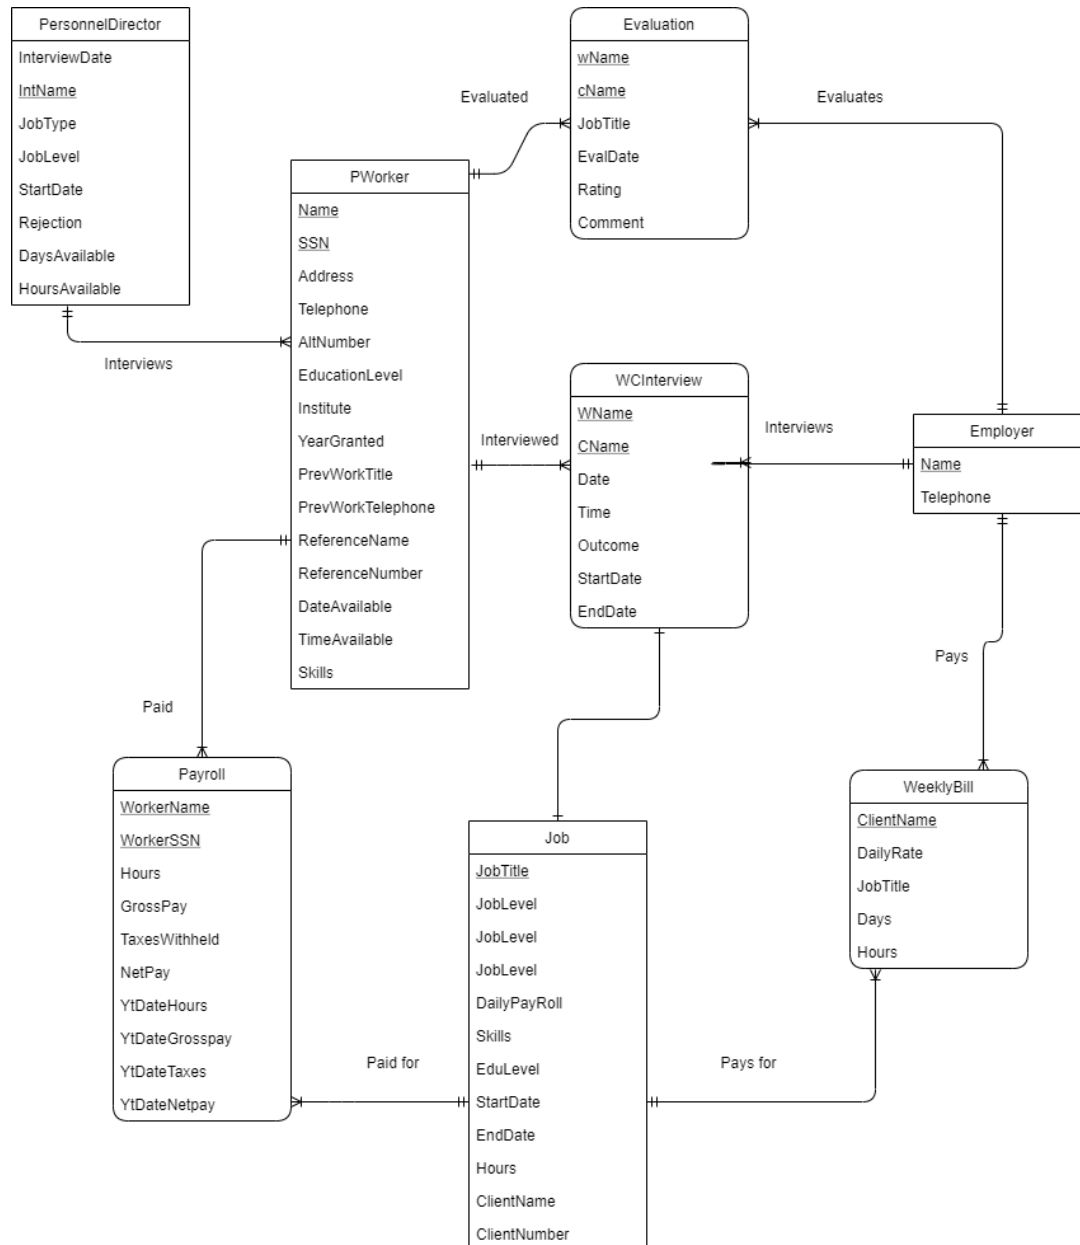 PersonnelDirector
InterviewDate
IntName
JobType
JobLevel
StartDate
Rejection
DaysAvailable
HoursAvailable
Interviews
PWorker
Name
SSN
Address
Telephone
AltNumber
EducationLevel
Institute
YearGranted
PrevWorkTitle
PrevWorkTelephone
ReferenceName
ReferenceNumber
DateAvailable
TimeAvailable
Skills
Evaluated
Evaluation
wName
cName
JobTitle
EvalDate
Rating
Comment
Evaluates
Interviewed
WCInterview
WName
CName
Date
Time
Outcome
StartDate
EndDate
Interviews
Employer
Name
Telephone
Pays
Paid
Payroll
WorkerName
WorkerSSN
Hours
GrossPay
TaxesWithheld
NetPay
YtDateHours
YtDateGrosspay
YtDateTaxes
YtDateNetpay
Paid for
Job
JobTitle
JobLevel
JobLevel
JobLevel
DailyPayRoll
Skills
EduLevel
StartDate
EndDate
Hours
ClientName
ClientNumber
Pays for
WeeklyBill
ClientName
DailyRate
JobTitle
Days
Hours